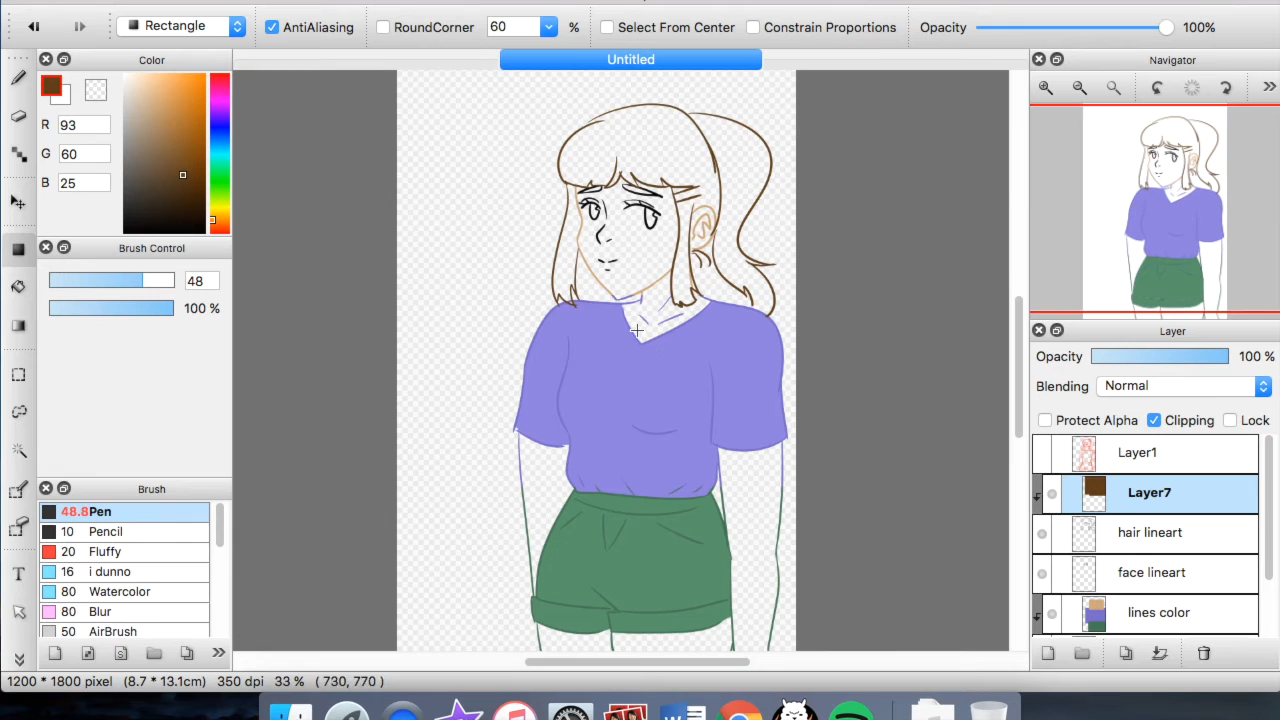 Rectangle AntiAliasing RoundCorner 60 % Select From Center Constrain Proportions Opacity 100%
Color
Untitled
Navigator
R 93
G 60
B 25
Brush Control
48
100 %
Layer
Opacity 100 %
Blending Normal
Protect Alpha Clipping Lock
Layer1
Layer7
hair lineart
face lineart
lines color
Brush
48.8 Pen
10 Pencil
20 Fluffy
16 i dunno
80 Watercolor
80 Blur
50 AirBrush
T
1200 * 1800 pixel (8.7 * 13.1cm) 350 dpi 33 % ( 730, 770 )
W